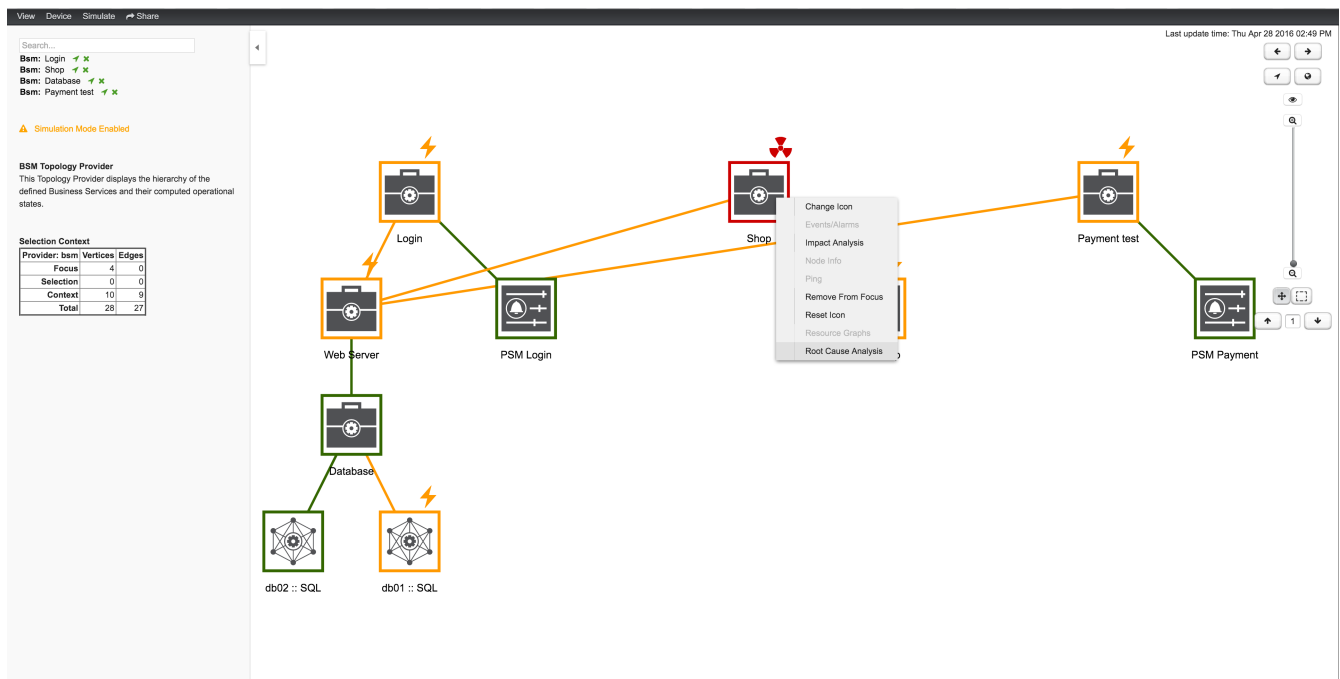 View Device Simulate Share
Last update time: Thu Apr 28 2016 02:49 PM
Search...
Bsm: Login
Bsm: Shop
Bsm: Database
Bsm: Payment test
Simulation Mode Enabled
BSM Topology Provider
This Topology Provider displays the hierarchy of the
defined Business Services and their computed operational
states.
Selection Context
Provider: bsm Vertices Edges
Focus 4 0
Selection 0 0
Context 10 9
Total 28 27
Login
Shop
Payment test
Change Icon
Events/Alarms
Impact Analysis
Node Info
Ping
Remove From Focus
Reset Icon
Resource Graphs
Root Cause Analysis
1
Web Server
PSM Login
PSM Payment
Database
db02 :: SQL
db01 :: SQL